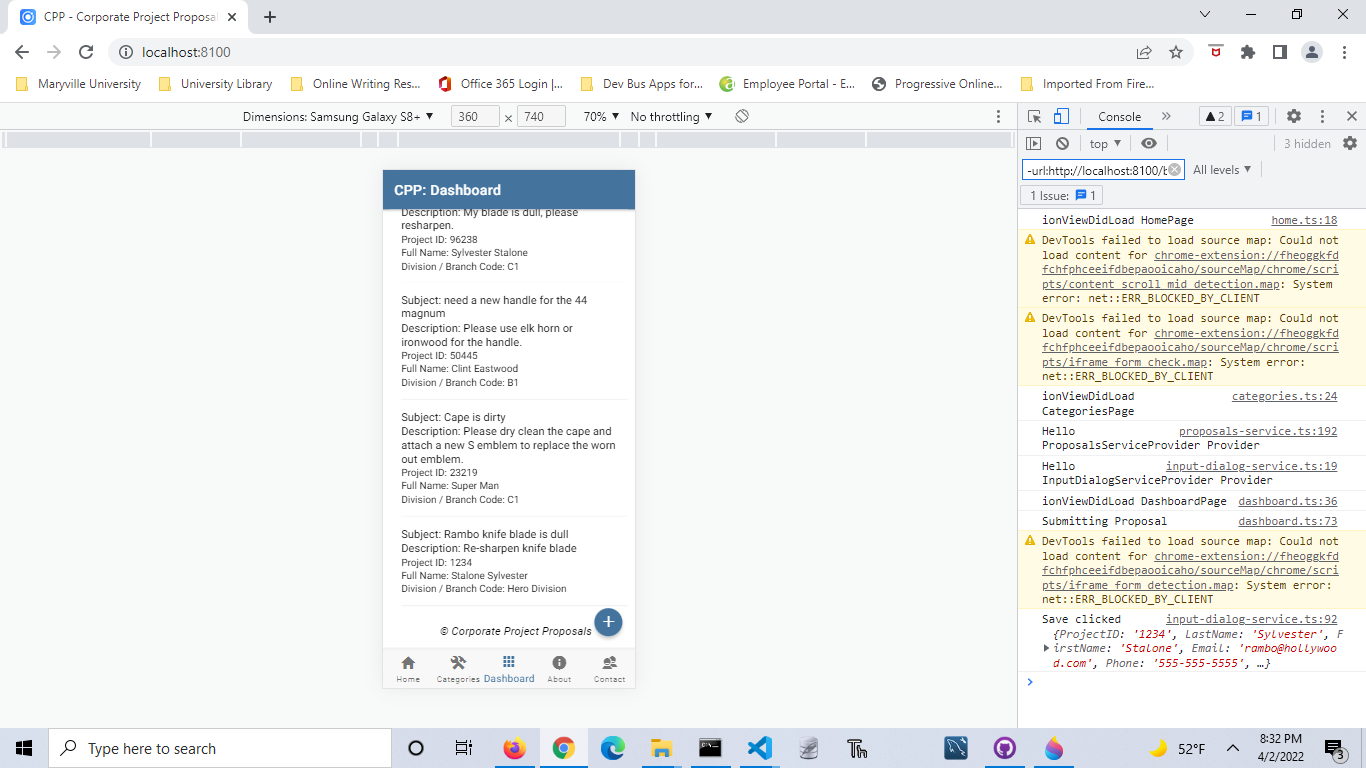 CPP - Corporate Project Proposa
localhost:8100
Maryville University
University Library
Online Writing Res...
Office 365 Login |...
Dev Bus Apps for...
Employee Portal - E...
Progressive Online...
Imported From Fire...
Dimensions: Samsung Galaxy S8+ ▼
360 × 740
70% ▼
No throttling ▼
CPP: Dashboard
Description: My blade is dull, please
resharpen.
Project ID: 96238
Full Name: Sylvester Stalone
Division / Branch Code: C1
Subject: need a new handle for the 44
magnum
Description: Please use elk horn or
ironwood for the handle.
Project ID: 50445
Full Name: Clint Eastwood
Division / Branch Code: B1
Subject: Cape is dirty
Description: Please dry clean the cape and
attach a new S emblem to replace the worn
out emblem.
Project ID: 23219
Full Name: Super Man
Division / Branch Code: C1
Subject: Rambo knife blade is dull
Description: Re-sharpen knife blade
Project ID: 1234
Full Name: Stalone Sylvester
Division / Branch Code: Hero Division
© Corporate Project Proposals
+
Home
Categories
Dashboard
About
Contact
Console
»
2
1
top ▼
3 hidden
-url:http://localhost:8100/b
All levels ▼
1 Issue: 1
ionViewDidLoad HomePage home.ts:18
DevTools failed to load source map: Could not
load content for chrome-extension://fheoggkfd
fchfphceeifdbepaooicaho/sourceMap/chrome/scri
pts/content_scroll_mid_detection.map: System
error: net::ERR_BLOCKED_BY_CLIENT
DevTools failed to load source map: Could not
load content for chrome-extension://fheoggkfd
fchfphceeifdbepaooicaho/sourceMap/chrome/scri
pts/iframe_form_check.map: System error:
net::ERR_BLOCKED_BY_CLIENT
ionViewDidLoad categories.ts:24
CategoriesPage
Hello proposals-service.ts:192
ProposalsServiceProvider Provider
Hello input-dialog-service.ts:19
InputDialogServiceProvider Provider
ionViewDidLoad DashboardPage dashboard.ts:36
Submitting Proposal dashboard.ts:73
DevTools failed to load source map: Could not
load content for chrome-extension://fheoggkfd
fchfphceeifdbepaooicaho/sourceMap/chrome/scri
pts/iframe_form_detection.map: System error:
net::ERR_BLOCKED_BY_CLIENT
Save clicked input-dialog-service.ts:92
{ProjectID: '1234', LastName: 'Sylvester', F
irstName: 'Stalone', Email: 'rambo@hollywoo
d.com', Phone: '555-555-5555', …}
Type here to search
52°F
8:32 PM
4/2/2022
3